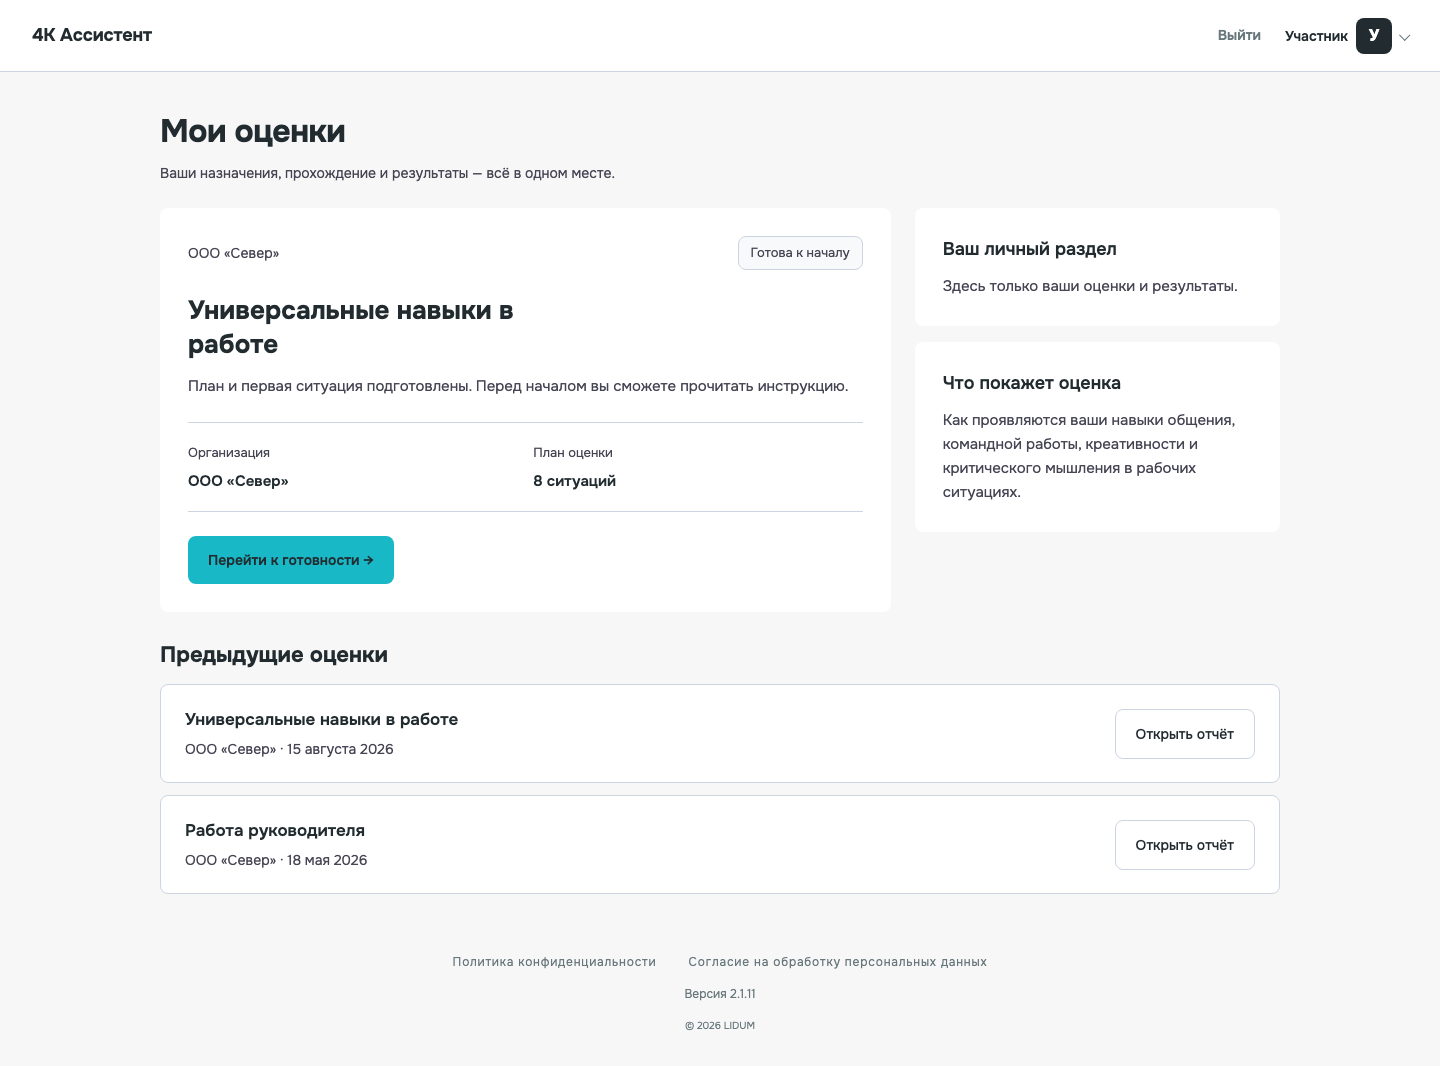 4К Ассистент
Выйти
Участник
У
Мои оценки
Ваши назначения, прохождение и результаты — всё в одном месте.
ООО «Север»
Готова к началу
Универсальные навыки в
работе
План и первая ситуация подготовлены. Перед началом вы сможете прочитать инструкцию.
Организация
ООО «Север»
План оценки
8 ситуаций
Перейти к готовности →
Ваш личный раздел
Здесь только ваши оценки и результаты.
Что покажет оценка
Как проявляются ваши навыки общения,
командной работы, креативности и
критического мышления в рабочих
ситуациях.
Предыдущие оценки
Универсальные навыки в работе
ООО «Север» · 15 августа 2026
Открыть отчёт
Работа руководителя
ООО «Север» · 18 мая 2026
Открыть отчёт
Политика конфиденциальности
Согласие на обработку персональных данных
Версия 2.1.11
© 2026 LIDUM